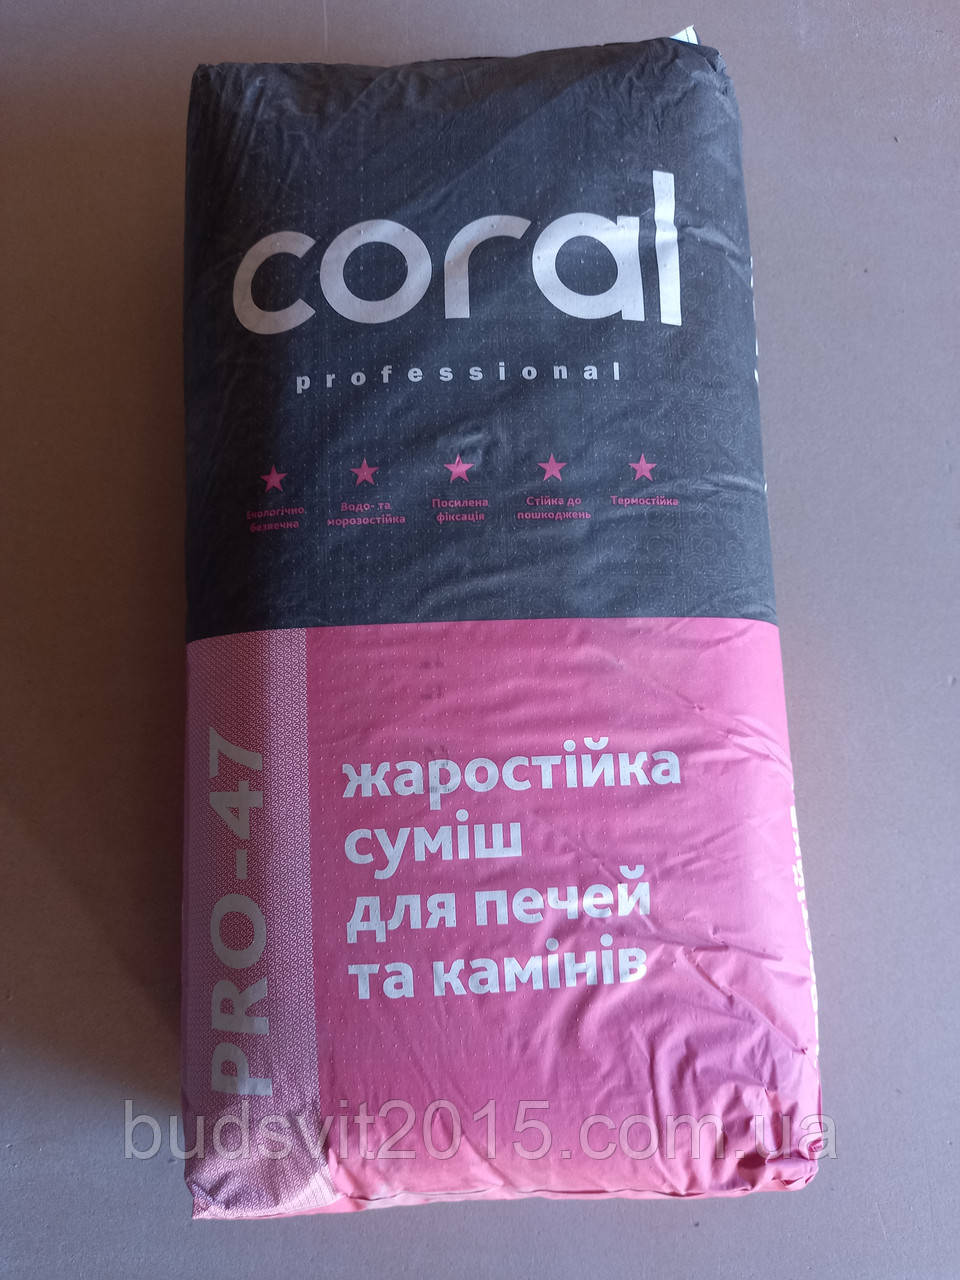 coral
professional
Екологічно
безпечна
Водо- та
морозостійка
Посилена
фіксація
Стійка до
пошкоджень
Термостійка
PRO-47
жаростійка
суміш
для печей
та камінів
budsvit2015.com.ua